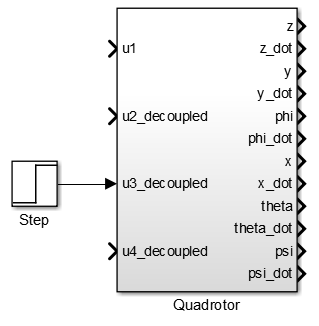 z
u1
z_dot
y
y_dot
u2_decoupled
phi
phi_dot
x
u3_decoupled
x_dot
theta
Step
theta_dot
u4_decoupled
psi
psi_dot
Quadrotor